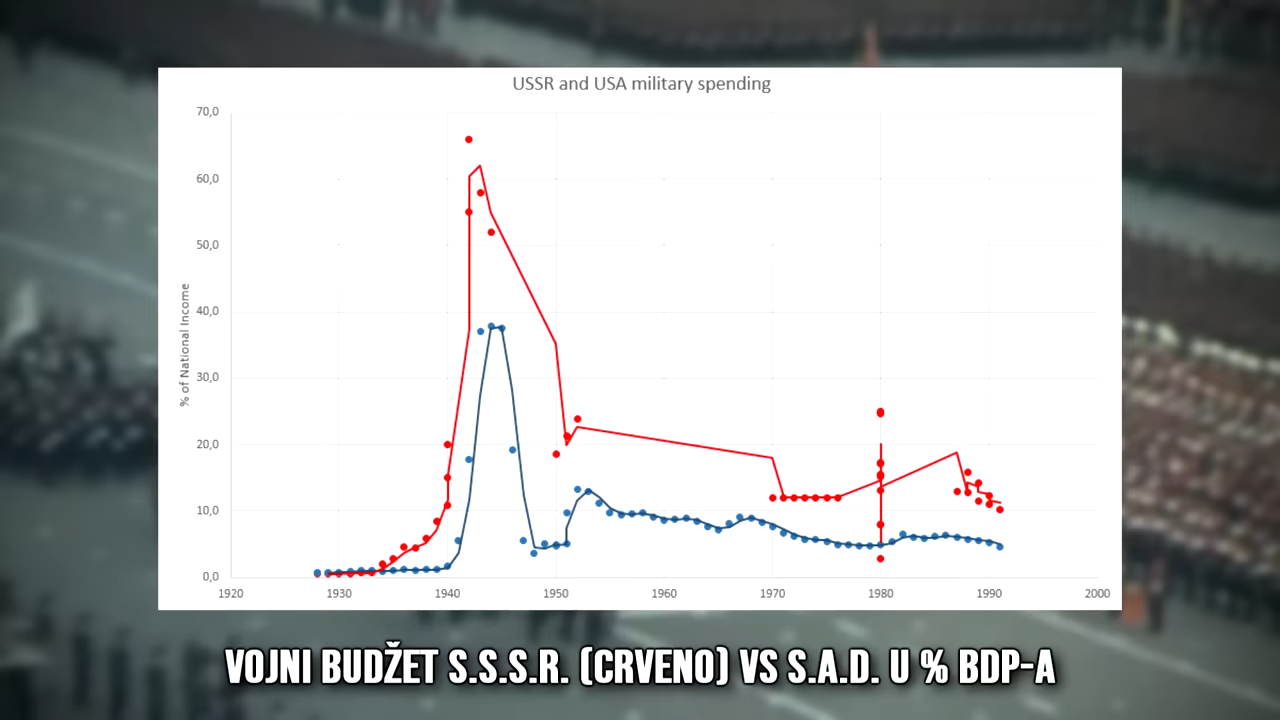 USSR and USA military spending
70,0
60,0
50,0
40,0
30,0
20,0
10,0
0,0
% of National Income
1920 1930 1940 1950 1960 1970 1980 1990 2000
VOJNI BUDŽET S.S.S.R. (CRVENO) VS S.A.D. U % BDP-A